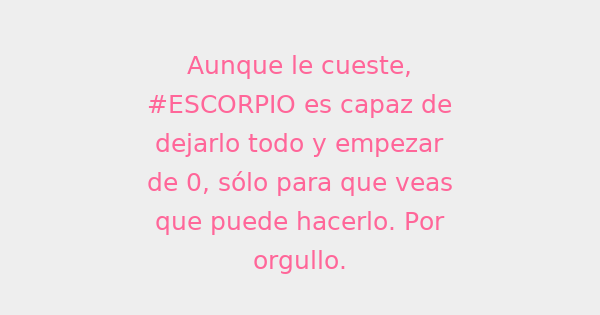 Aunque le cueste,
#ESCORPIO es capaz de
dejarlo todo y empezar
de 0, sólo para que veas
que puede hacerlo. Por
orgullo.